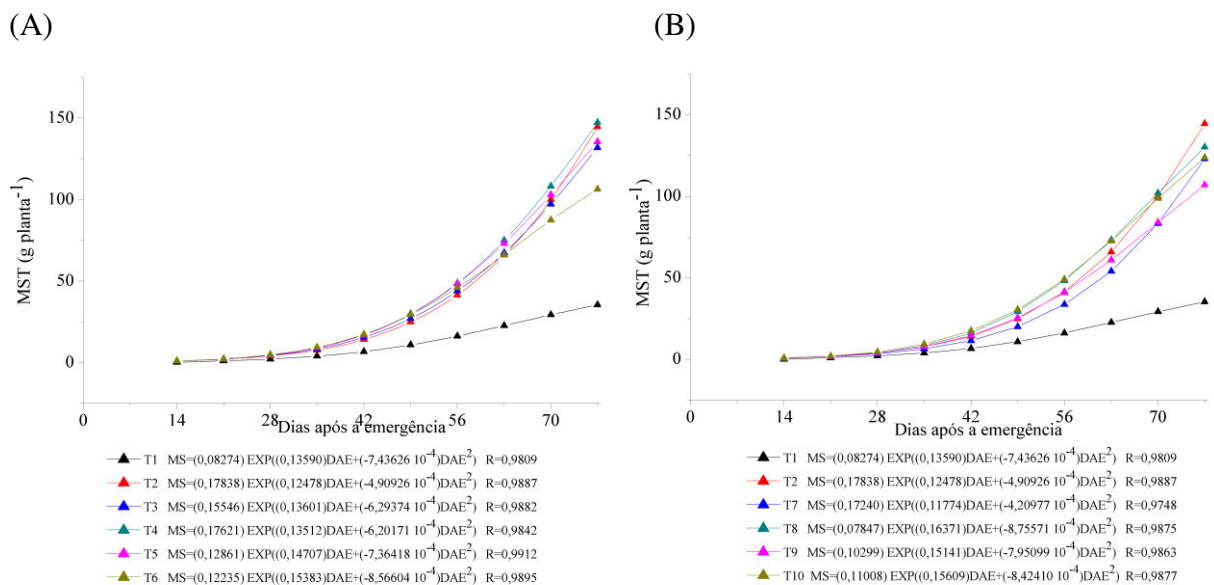 (A)
MST (g planta⁻¹)
150
100
50
0
0 14 28 42 56 70
Dias após a emergência
T1 MS=(0,08274) EXP((0,13590)DAE+(-7,43626 10⁻⁴)DAE²) R=0,9809
T2 MS=(0,17838) EXP((0,12478)DAE+(-4,90926 10⁻⁴)DAE²) R=0,9887
T3 MS=(0,15546) EXP((0,13601)DAE+(-6,29374 10⁻⁴)DAE²) R=0,9882
T4 MS=(0,17621) EXP((0,13512)DAE+(-6,20171 10⁻⁴)DAE²) R=0,9842
T5 MS=(0,12861) EXP((0,14707)DAE+(-7,36418 10⁻⁴)DAE²) R=0,9912
T6 MS=(0,12235) EXP((0,15383)DAE+(-8,56604 10⁻⁴)DAE²) R=0,9895
(B)
MST (g planta⁻¹)
150
100
50
0
0 14 28 42 56 70
Dias após a emergência
T1 MS=(0,08274) EXP((0,13590)DAE+(-7,43626 10⁻⁴)DAE²) R=0,9809
T2 MS=(0,17838) EXP((0,12478)DAE+(-4,90926 10⁻⁴)DAE²) R=0,9887
T7 MS=(0,17240) EXP((0,11774)DAE+(-4,20977 10⁻⁴)DAE²) R=0,9748
T8 MS=(0,07847) EXP((0,16371)DAE+(-8,75571 10⁻⁴)DAE²) R=0,9875
T9 MS=(0,10299) EXP((0,15141)DAE+(-7,95099 10⁻⁴)DAE²) R=0,9863
T10 MS=(0,11008) EXP((0,15609)DAE+(-8,42410 10⁻⁴)DAE²) R=0,9877